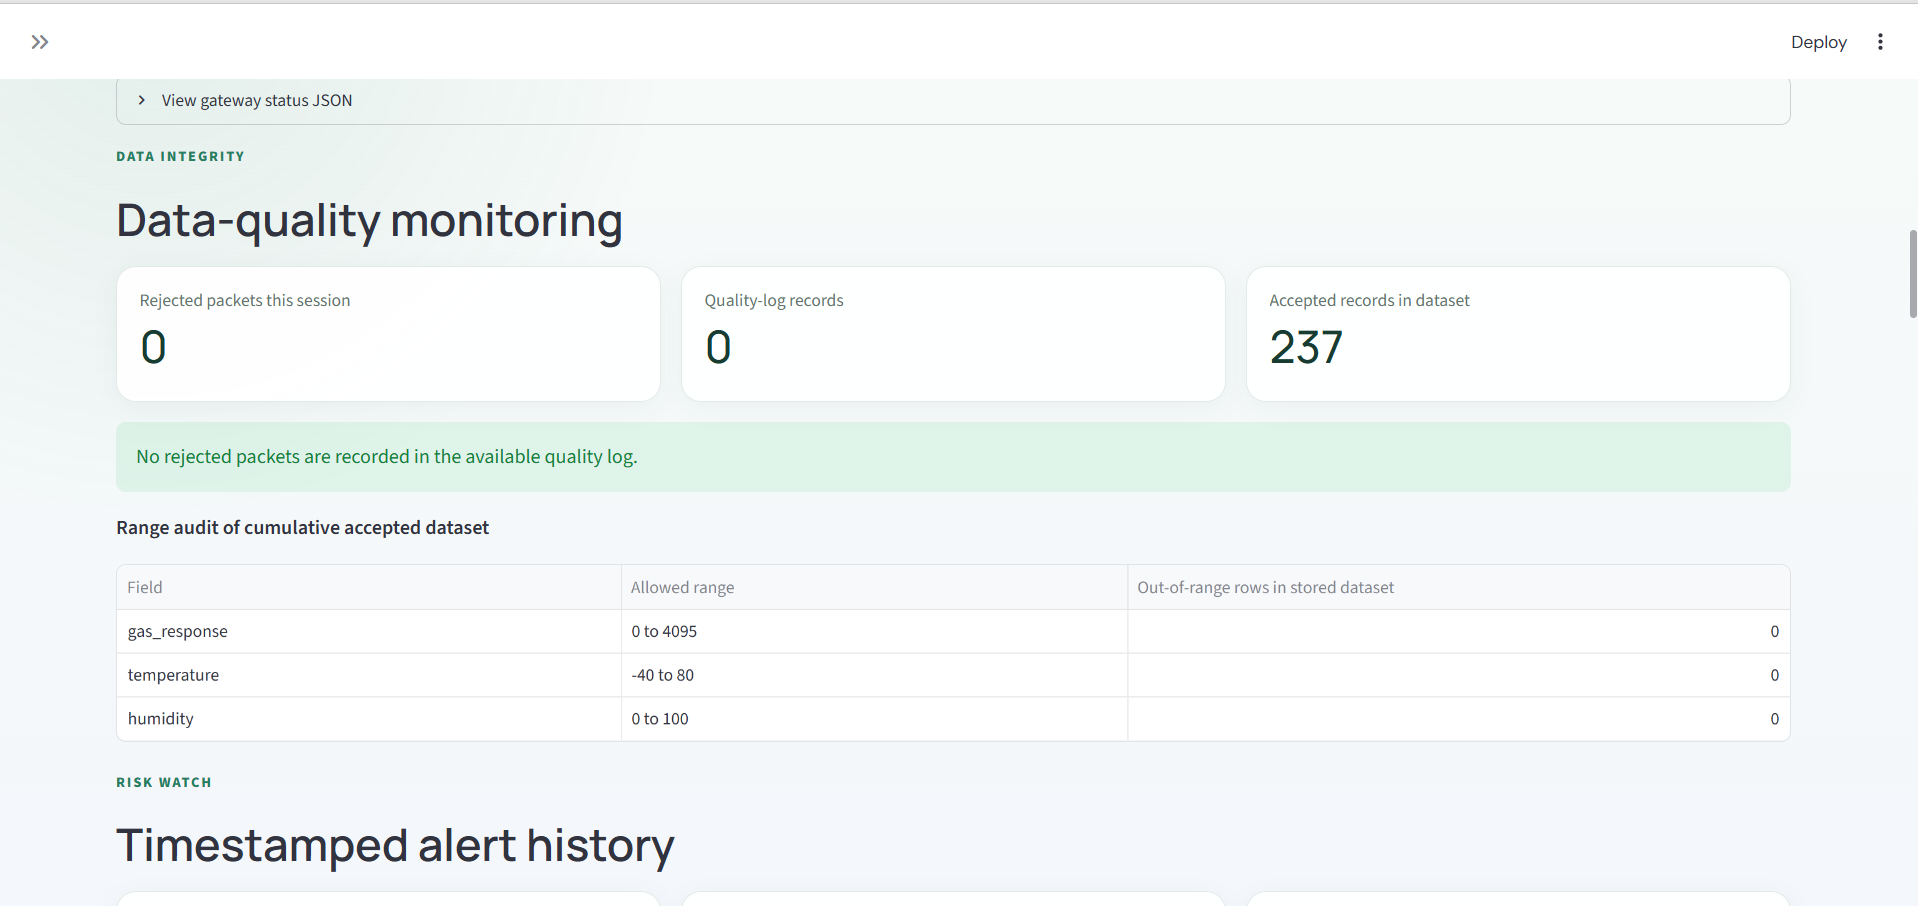 Deploy
View gateway status JSON
DATA INTEGRITY
Data-quality monitoring
Rejected packets this session
0
Quality-log records
0
Accepted records in dataset
237
No rejected packets are recorded in the available quality log.
Range audit of cumulative accepted dataset
Field Allowed range Out-of-range rows in stored dataset
gas_response 0 to 4095 0
temperature -40 to 80 0
humidity 0 to 100 0
RISK WATCH
Timestamped alert history